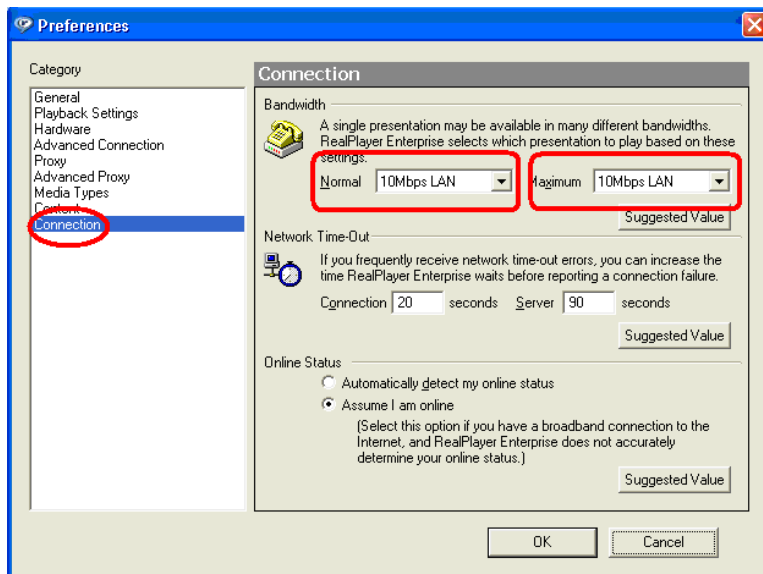 Preferences
Category
General
Playback Settings
Hardware
Advanced Connection
Proxy
Advanced Proxy
Media Types
Content
Connection
Connection
Bandwidth
A single presentation may be available in many different bandwidths.
RealPlayer Enterprise selects which presentation to play based on these
settings.
Normal 10Mbps LAN Maximum 10Mbps LAN
Suggested Value
Network Time-Out
If you frequently receive network time-out errors, you can increase the
time RealPlayer Enterprise waits before reporting a connection failure.
Connection 20 seconds Server 90 seconds
Suggested Value
Online Status
Automatically detect my online status
Assume I am online
(Select this option if you have a broadband connection to the
Internet, and RealPlayer Enterprise does not accurately
determine your online status.)
Suggested Value
OK Cancel